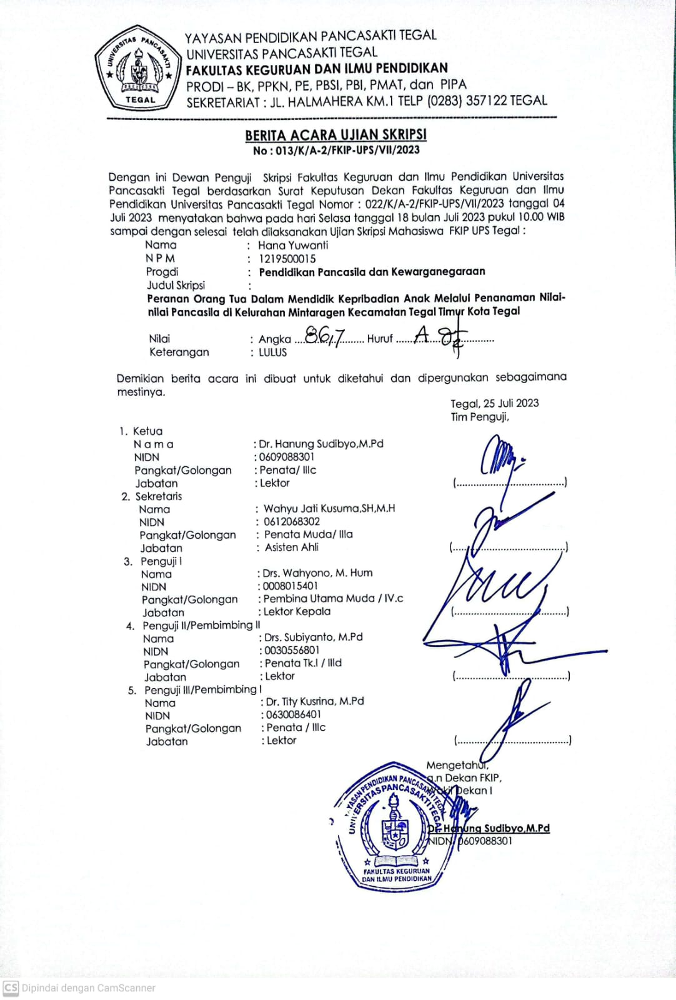 UNIVERSITAS PANCASAKTI
PANCASAKTI
TEGAL
YAYASAN PENDIDIKAN PANCASAKTI TEGAL
UNIVERSITAS PANCASAKTI TEGAL
FAKULTAS KEGURUAN DAN ILMU PENDIDIKAN
PRODI – BK, PPKN, PE, PBSI, PBI, PMAT, dan PIPA
SEKRETARIAT : JL. HALMAHERA KM.1 TELP (0283) 357122 TEGAL
BERITA ACARA UJIAN SKRIPSI
No : 013/K/A-2/FKIP-UPS/VII/2023
Dengan ini Dewan Penguji Skripsi Fakultas Keguruan dan Ilmu Pendidikan Universitas
Pancasakti Tegal berdasarkan Surat Keputusan Dekan Fakultas Keguruan dan Ilmu
Pendidikan Universitas Pancasakti Tegal Nomor : 022/K/A-2/FKIP-UPS/VII/2023 tanggal 04
Juli 2023 menyatakan bahwa pada hari Selasa tanggal 18 bulan Juli 2023 pukul 10.00 WIB
sampai dengan selesai telah dilaksanakan Ujian Skripsi Mahasiswa FKIP UPS Tegal :
Nama : Hana Yuwanti
N P M : 1219500015
Progdi : Pendidikan Pancasila dan Kewarganegaraan
Judul Skripsi :
Peranan Orang Tua Dalam Mendidik Kepribadian Anak Melalui Penanaman Nilai-
nilai Pancasila di Kelurahan Mintaragen Kecamatan Tegal Timur Kota Tegal
Nilai : Angka ....86,7........ Huruf ......A..............
Keterangan : LULUS
Demikian berita acara ini dibuat untuk diketahui dan dipergunakan sebagaimana
mestinya.
Tegal, 25 Juli 2023
Tim Penguji,
1. Ketua
N a m a : Dr. Hanung Sudibyo,M.Pd
NIDN : 0609088301
Pangkat/Golongan : Penata/ IIIc
Jabatan : Lektor (......................................)
2. Sekretaris
Nama : Wahyu Jati Kusuma,SH,M.H
NIDN : 0612068302
Pangkat/Golongan : Penata Muda/ IIIa
Jabatan : Asisten Ahli (......................................)
3. Penguji I
Nama : Drs. Wahyono, M. Hum
NIDN : 0008015401
Pangkat/Golongan : Pembina Utama Muda / IV.c
Jabatan : Lektor Kepala (......................................)
4. Penguji II/Pembimbing II
Nama : Drs. Subiyanto, M.Pd
NIDN : 0030556801
Pangkat/Golongan : Penata Tk.I / IIId
Jabatan : Lektor (......................................)
5. Penguji III/Pembimbing I
Nama : Dr. Tity Kusrina, M.Pd
NIDN : 0630086401
Pangkat/Golongan : Penata / IIIc
Jabatan : Lektor (......................................)
Mengetahui,
a.n Dekan FKIP,
Wakil Dekan I
Dr. Hanung Sudibyo,M.Pd
NIDN. 0609088301
YAYASAN PENDIDIKAN PANCASAKTI TEGAL
UNIVERSITAS PANCASAKTI TEGAL
FAKULTAS KEGURUAN
DAN ILMU PENDIDIKAN
CS Dipindai dengan CamScanner